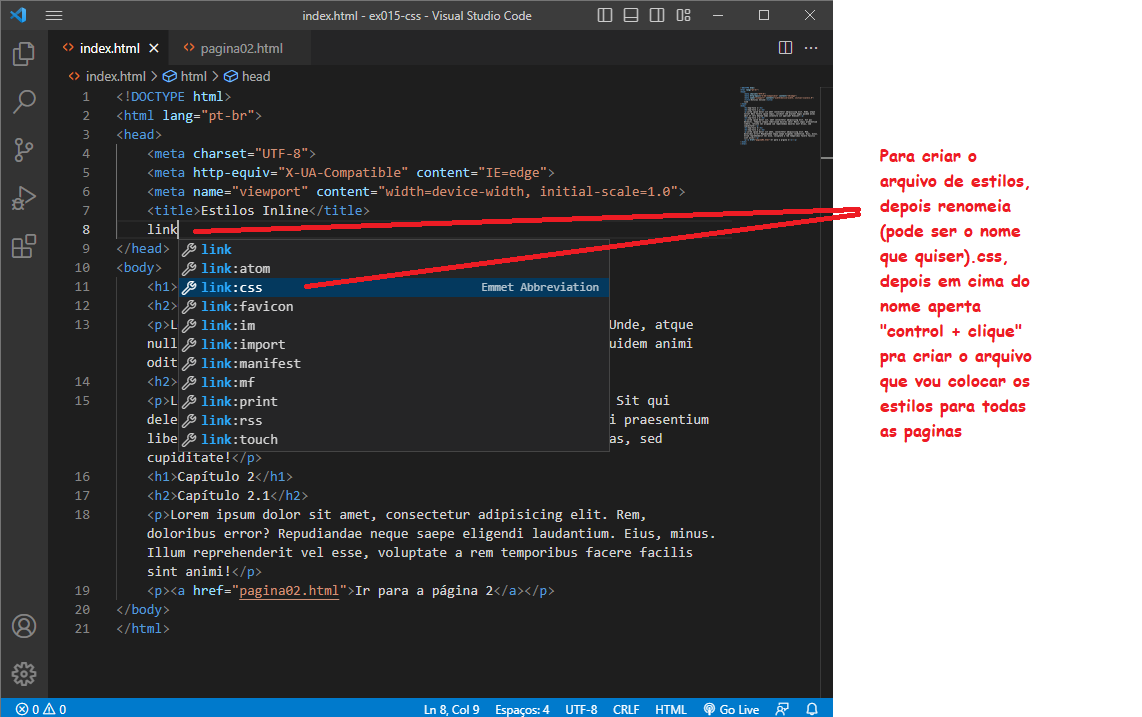 index.html - ex015-css - Visual Studio Code
index.html
pagina02.html
index.html > html > head
1 <!DOCTYPE html>
2 <html lang="pt-br">
3 <head>
4 <meta charset="UTF-8">
5 <meta http-equiv="X-UA-Compatible" content="IE=edge">
6 <meta name="viewport" content="width=device-width, initial-scale=1.0">
7 <title>Estilos Inline</title>
8 link
9 </head>
link
10 <body>
link:atom
11 <h1>
link:css Emmet Abbreviation
12 <h2>
link:favicon
13 <p>L
link:im
Unde, atque
null
link:import
uidem animi
odit
link:manifest
14 <h2>
link:mf
15 <p>L
link:print
Sit qui
dele
link:rss
i praesentium
libe
link:touch
as, sed
cupiditate!</p>
16 <h1>Capítulo 2</h1>
17 <h2>Capítulo 2.1</h2>
18 <p>Lorem ipsum dolor sit amet, consectetur adipisicing elit. Rem,
doloribus error? Repudiandae neque saepe eligendi laudantium. Eius, minus.
Illum reprehenderit vel esse, voluptate a rem temporibus facere facilis
sint animi!</p>
19 <p><a href="pagina02.html">Ir para a página 2</a></p>
20 </body>
21 </html>
0 0
Ln 8, Col 9 Espaços: 4 UTF-8 CRLF HTML Go Live
Para criar o
arquivo de estilos,
depois renomeia
(pode ser o nome
que quiser).css,
depois em cima do
nome aperta
"control + clique"
pra criar o arquivo
que vou colocar os
estilos para todas
as paginas